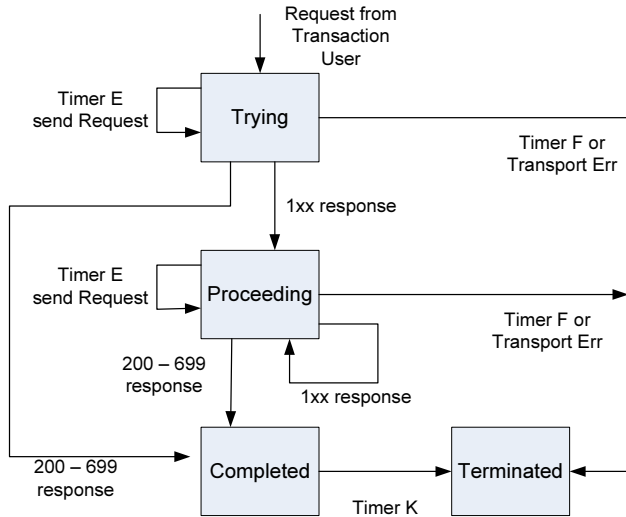 Request from
Transaction
User
Timer E
send Request
Trying
Timer F or
Transport Err
1xx response
Timer E
send Request
Proceeding
Timer F or
Transport Err
200 – 699
response
1xx response
200 – 699
response
Completed
Terminated
Timer K